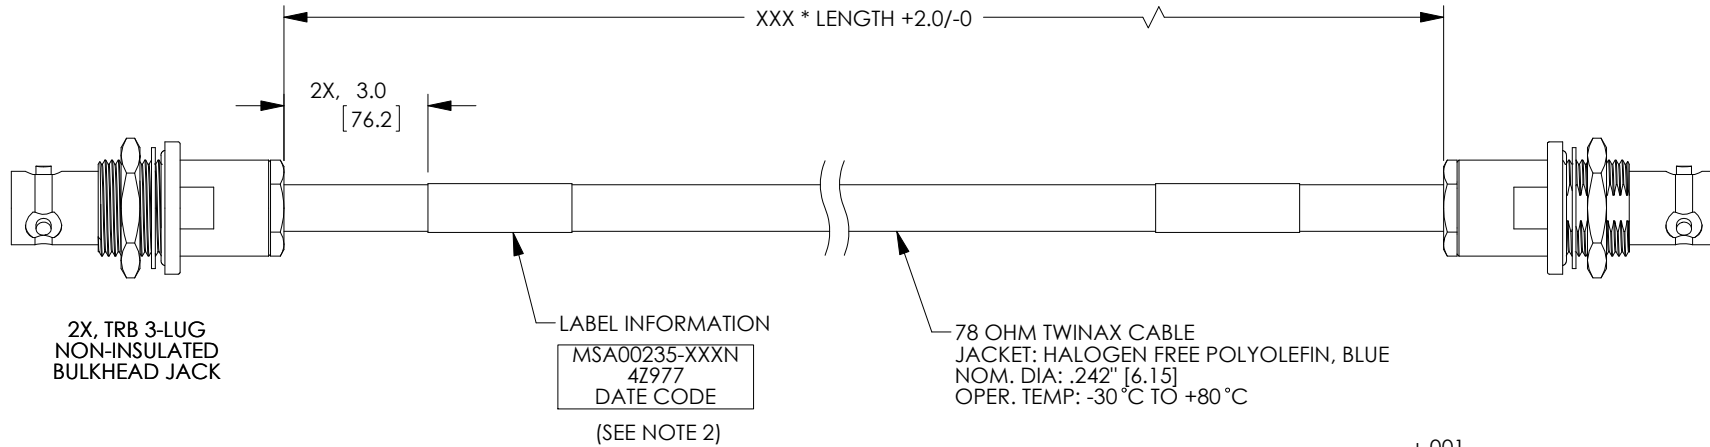 XXX * LENGTH +2.0/-0
2X, 3.0
[76.2]
2X, TRB 3-LUG
NON-INSULATED
BULKHEAD JACK
LABEL INFORMATION
MSA00235-XXXN
4Z977
DATE CODE
(SEE NOTE 2)
78 OHM TWINAX CABLE
JACKET: HALOGEN FREE POLYOLEFIN, BLUE
NOM. DIA: .242" [6.15]
OPER. TEMP: -30°C TO +80°C
+.001